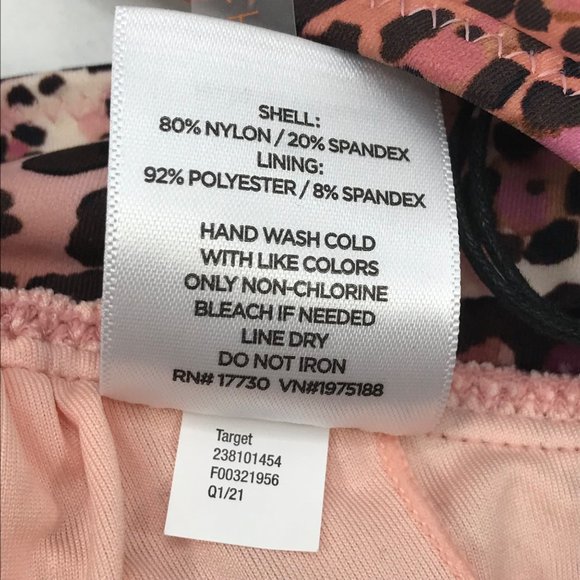 SHELL:
80% NYLON / 20% SPANDEX
LINING:
92% POLYESTER / 8% SPANDEX
HAND WASH COLD
WITH LIKE COLORS
ONLY NON-CHLORINE
BLEACH IF NEEDED
LINE DRY
DO NOT IRON
RN# 17730 VN#1975188
Target
238101454
F00321956
Q1/21